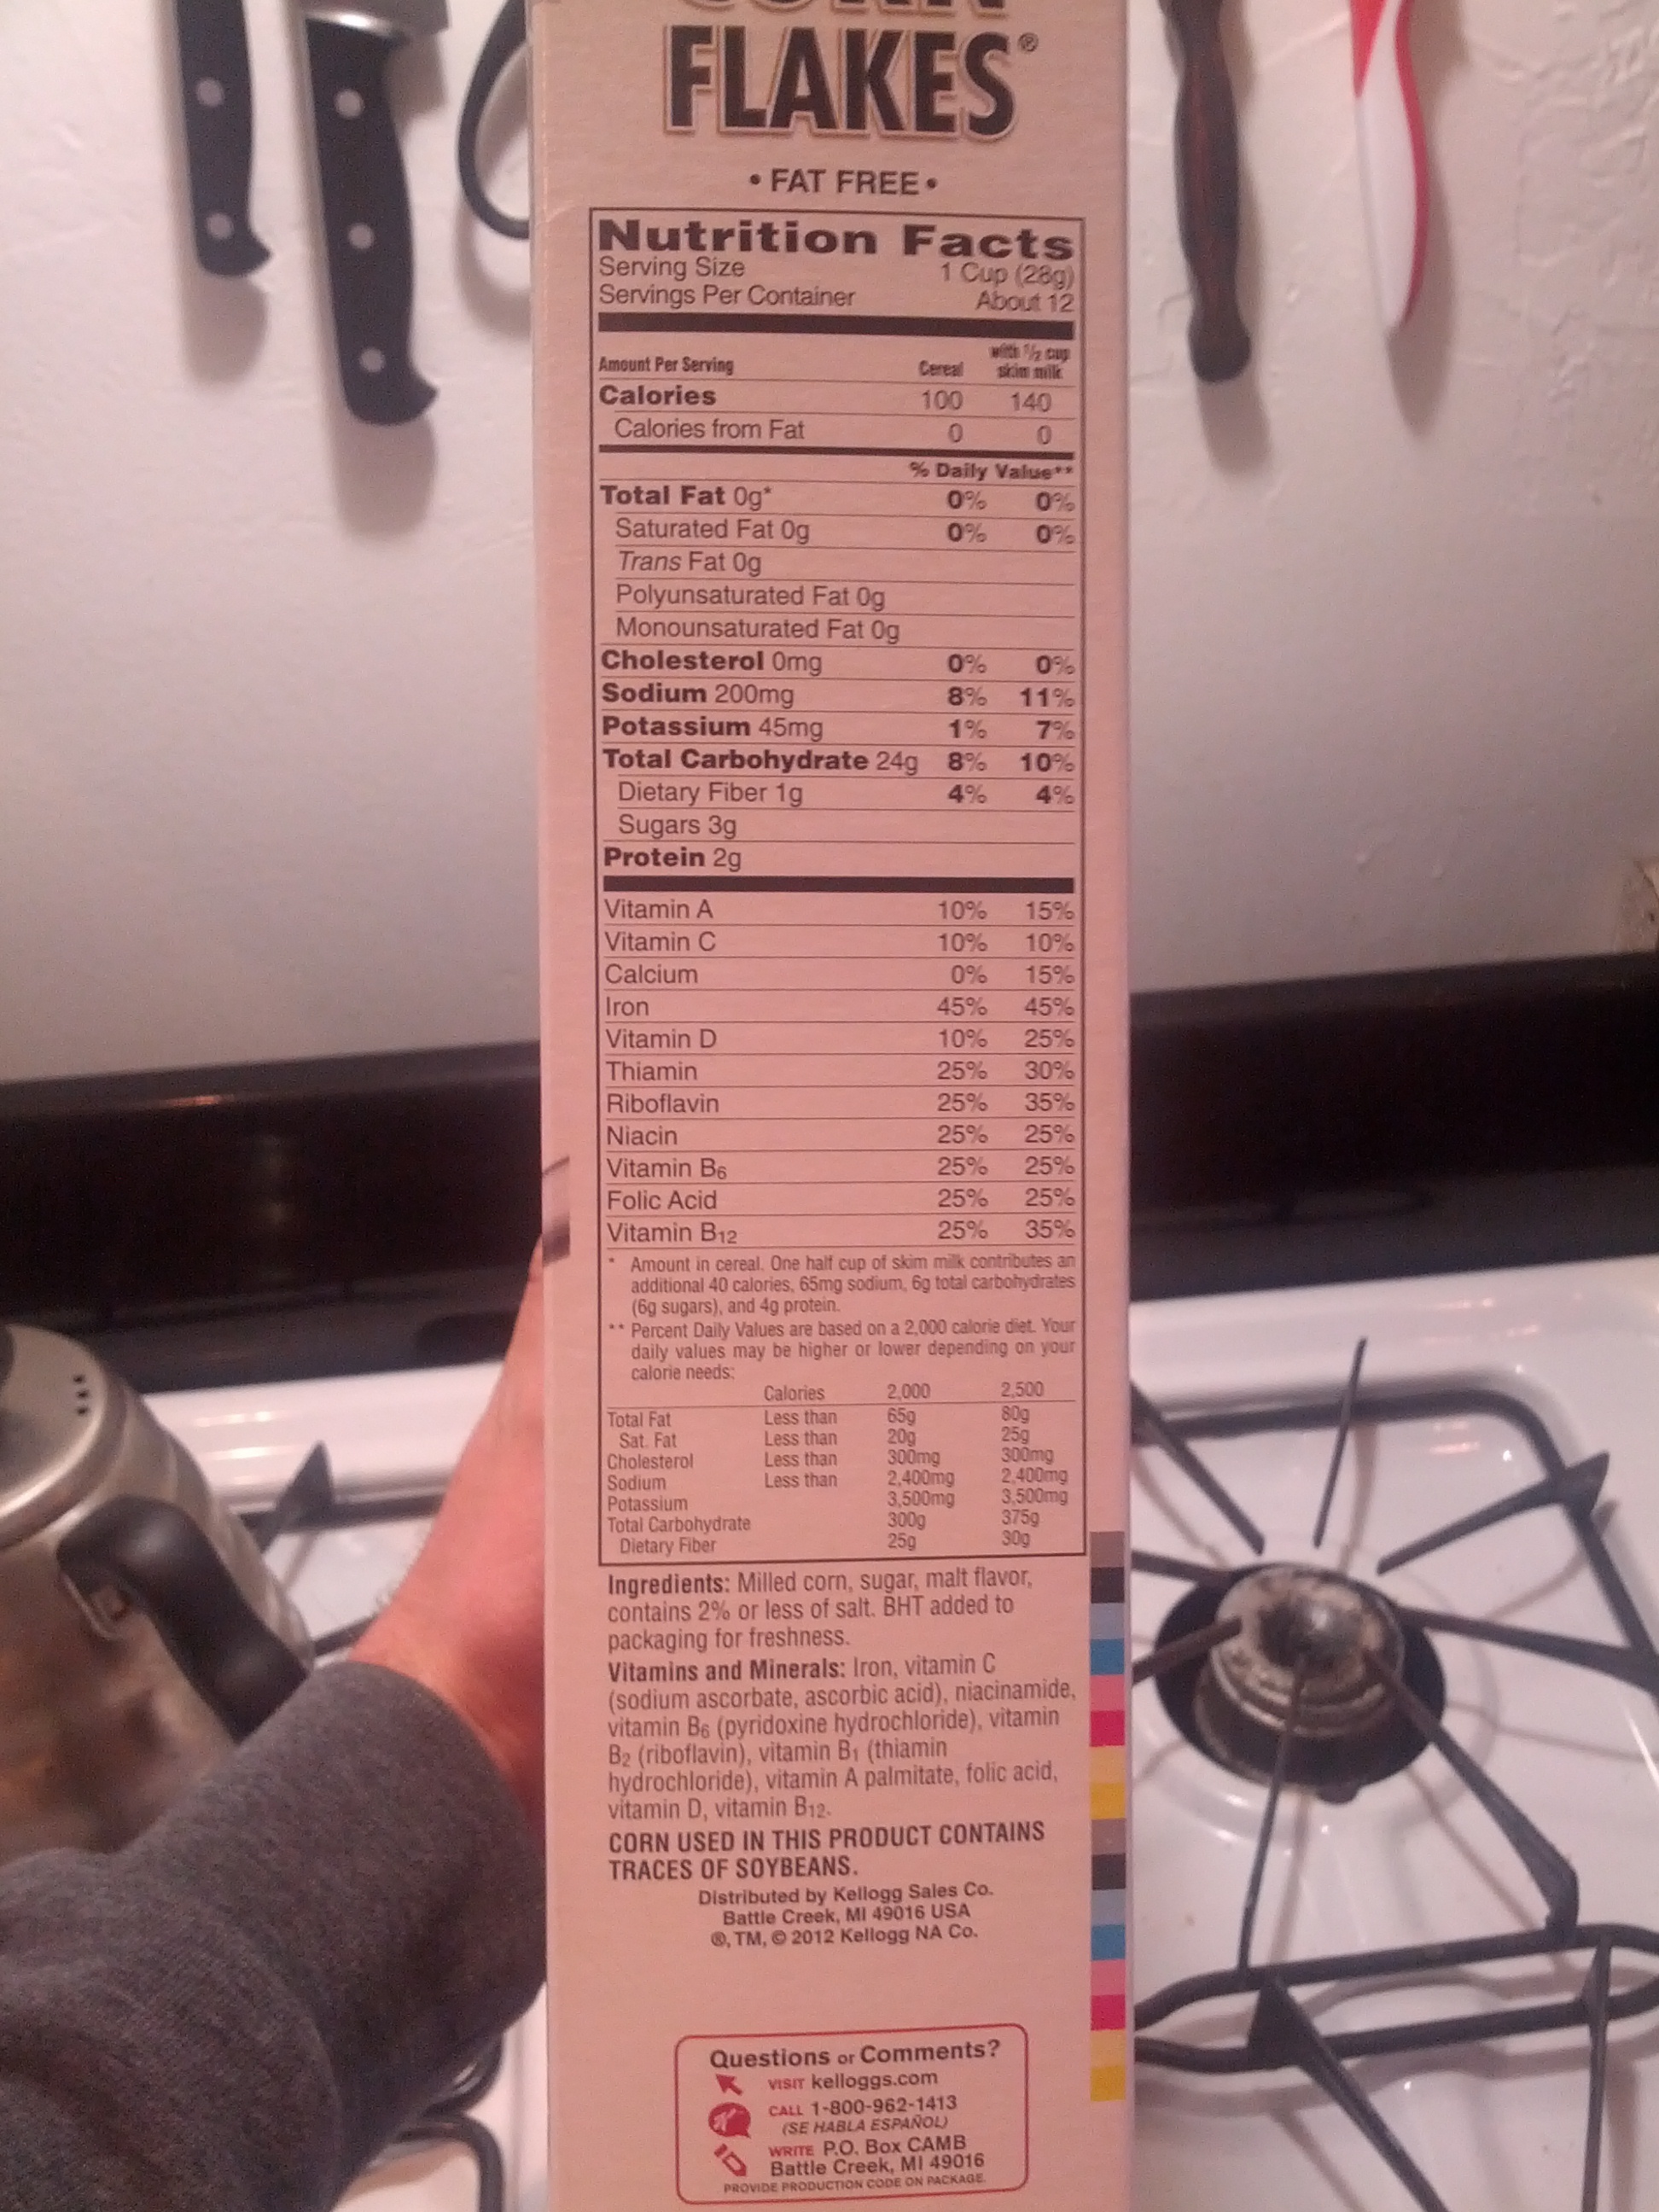 CORN
FLAKES®
• FAT FREE •
Nutrition Facts
Serving Size 1 Cup (28g)
Servings Per Container About 12
Amount Per Serving Cereal with 1/2 cup skim milk
Calories 100 140
Calories from Fat 0 0
% Daily Value**
Total Fat 0g* 0% 0%
Saturated Fat 0g 0% 0%
Trans Fat 0g
Polyunsaturated Fat 0g
Monounsaturated Fat 0g
Cholesterol 0mg 0% 0%
Sodium 200mg 8% 11%
Potassium 45mg 1% 7%
Total Carbohydrate 24g 8% 10%
Dietary Fiber 1g 4% 4%
Sugars 3g
Protein 2g
Vitamin A 10% 15%
Vitamin C 10% 10%
Calcium 0% 15%
Iron 45% 45%
Vitamin D 10% 25%
Thiamin 25% 30%
Riboflavin 25% 35%
Niacin 25% 25%
Vitamin B6 25% 25%
Folic Acid 25% 25%
Vitamin B12 25% 35%
* Amount in cereal. One half cup of skim milk contributes an
additional 40 calories, 65mg sodium, 6g total carbohydrates
(6g sugars), and 4g protein.
** Percent Daily Values are based on a 2,000 calorie diet. Your
daily values may be higher or lower depending on your
calorie needs:
Calories 2,000 2,500
Total Fat Less than 65g 80g
Sat. Fat Less than 20g 25g
Cholesterol Less than 300mg 300mg
Sodium Less than 2,400mg 2,400mg
Potassium 3,500mg 3,500mg
Total Carbohydrate 300g 375g
Dietary Fiber 25g 30g
Ingredients: Milled corn, sugar, malt flavor,
contains 2% or less of salt. BHT added to
packaging for freshness.
Vitamins and Minerals: Iron, vitamin C
(sodium ascorbate, ascorbic acid), niacinamide,
vitamin B6 (pyridoxine hydrochloride), vitamin
B2 (riboflavin), vitamin B1 (thiamin
hydrochloride), vitamin A palmitate, folic acid,
vitamin D, vitamin B12.
CORN USED IN THIS PRODUCT CONTAINS
TRACES OF SOYBEANS.
Distributed by Kellogg Sales Co.
Battle Creek, MI 49016 USA
®, TM, © 2012 Kellogg NA Co.
Questions or Comments?
VISIT kelloggs.com
CALL 1-800-962-1413
(SE HABLA ESPAÑOL)
WRITE P.O. Box CAMB
Battle Creek, MI 49016
PROVIDE PRODUCTION CODE ON PACKAGE.